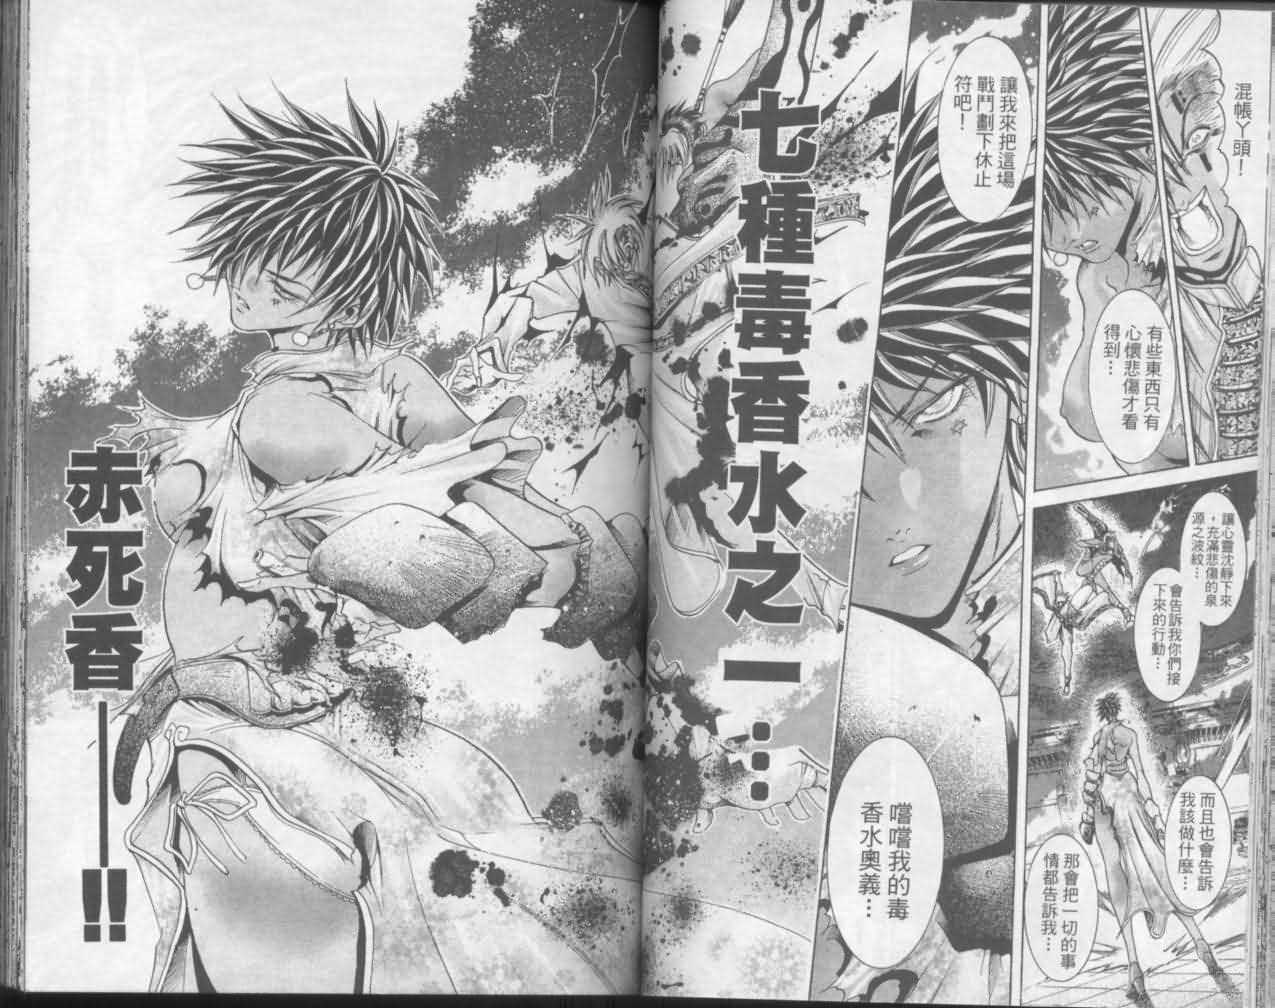 混帳丫頭！
有些東西只有
心懷悲傷才看
得到…
讓我來把這場
戰鬥劃下休止
符吧！
讓心靈沈靜下來
，充滿悲傷的泉
源之波紋…
會告訴我你們接
下來的行動…
而且也會告訴
我該做什麼…
那會把一切的事
情都告訴我…
嚐嚐我的毒
香水奧義…
七種毒香水之一…
赤死香——!!